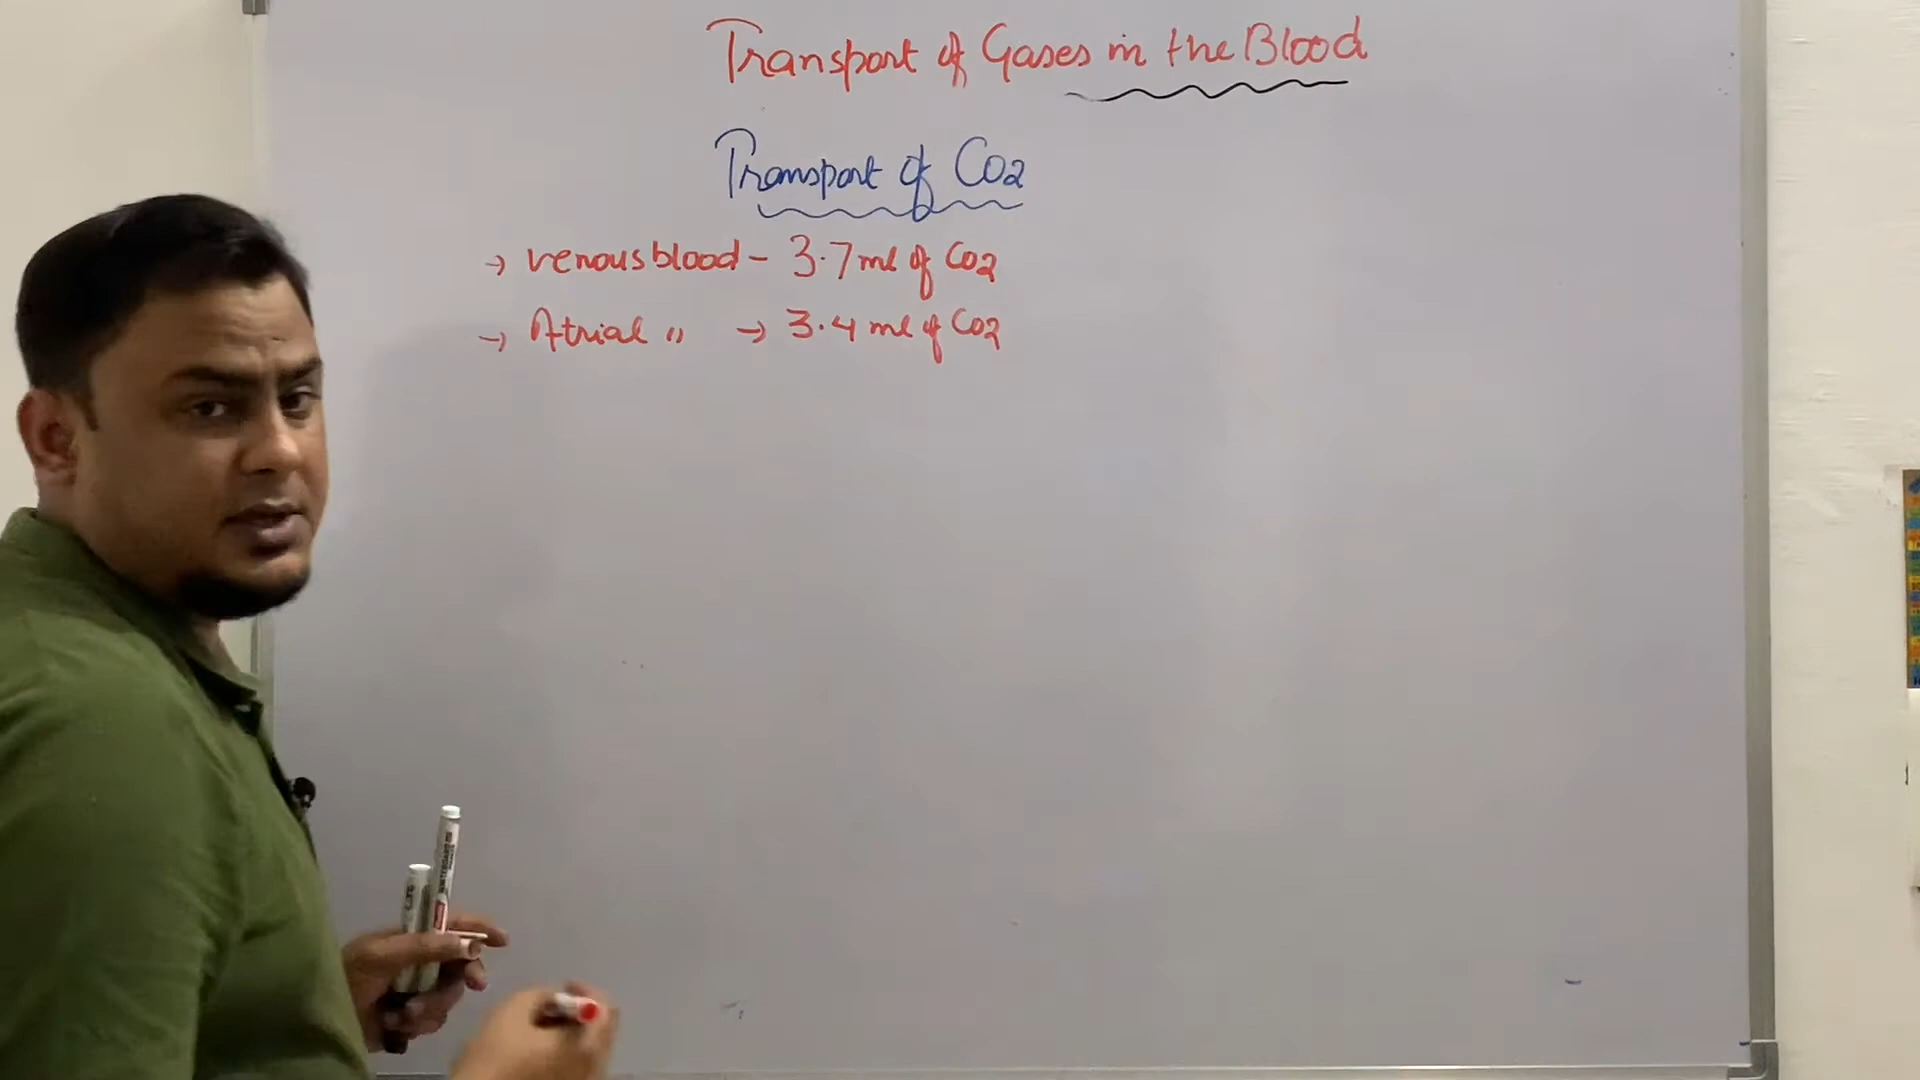 Transport of Gases in the Blood
Transport of Co2
→ venous blood - 3.7 ml of Co2
→ Atrial " → 3.4 ml of Co2